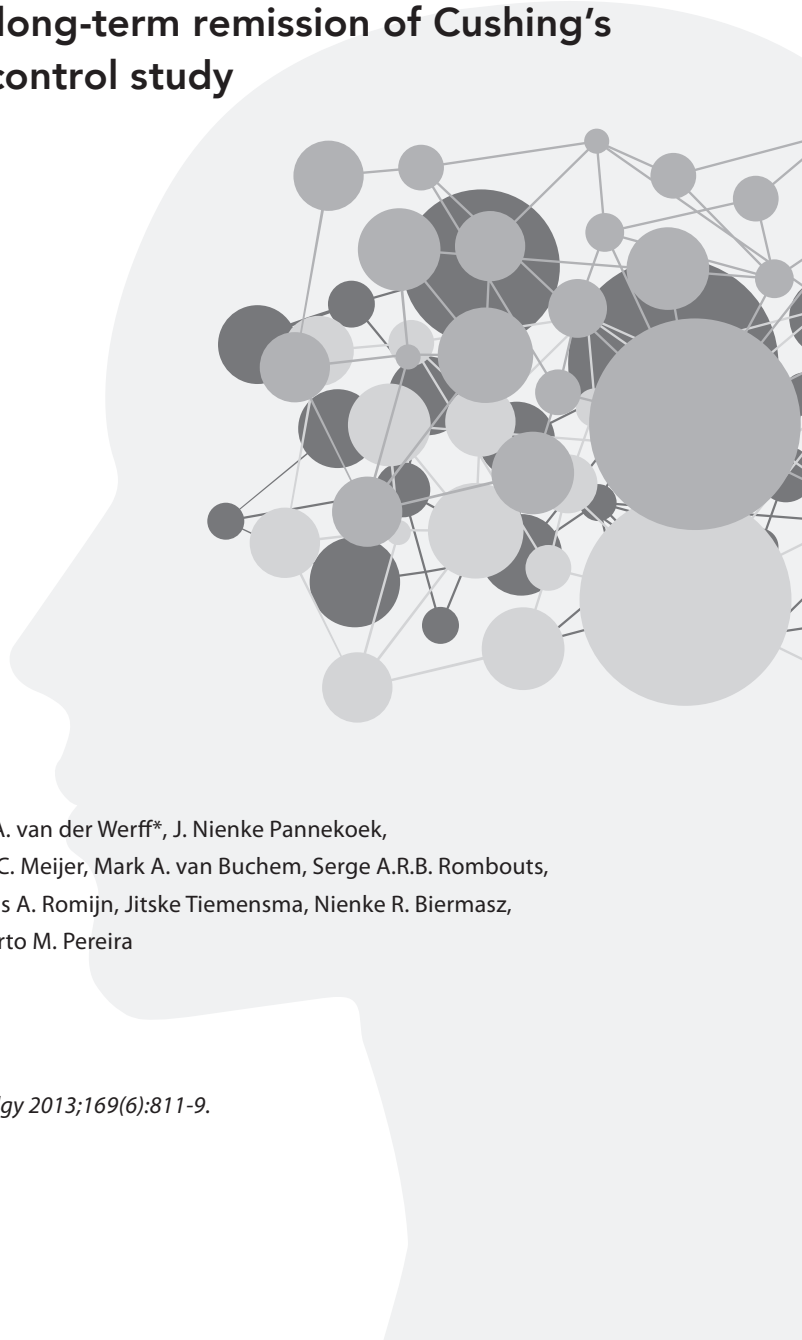 long-term remission of Cushing's
control study
A. van der Werff*, J. Nienke Pannekoek,
C. Meijer, Mark A. van Buchem, Serge A.R.B. Rombouts,
s A. Romijn, Jitske Tiemensma, Nienke R. Biermasz,
rto M. Pereira
gy 2013;169(6):811-9.